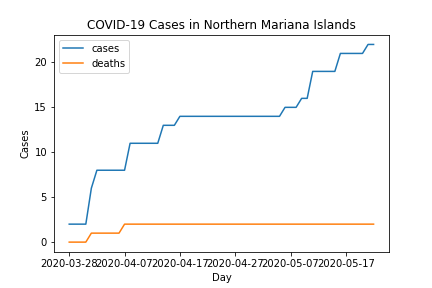 COVID-19 Cases in Northern Mariana Islands
cases
deaths
Cases
20
15
10
5
0
2020-03-28 2020-04-07 2020-04-17 2020-04-27 2020-05-07 2020-05-17
Day